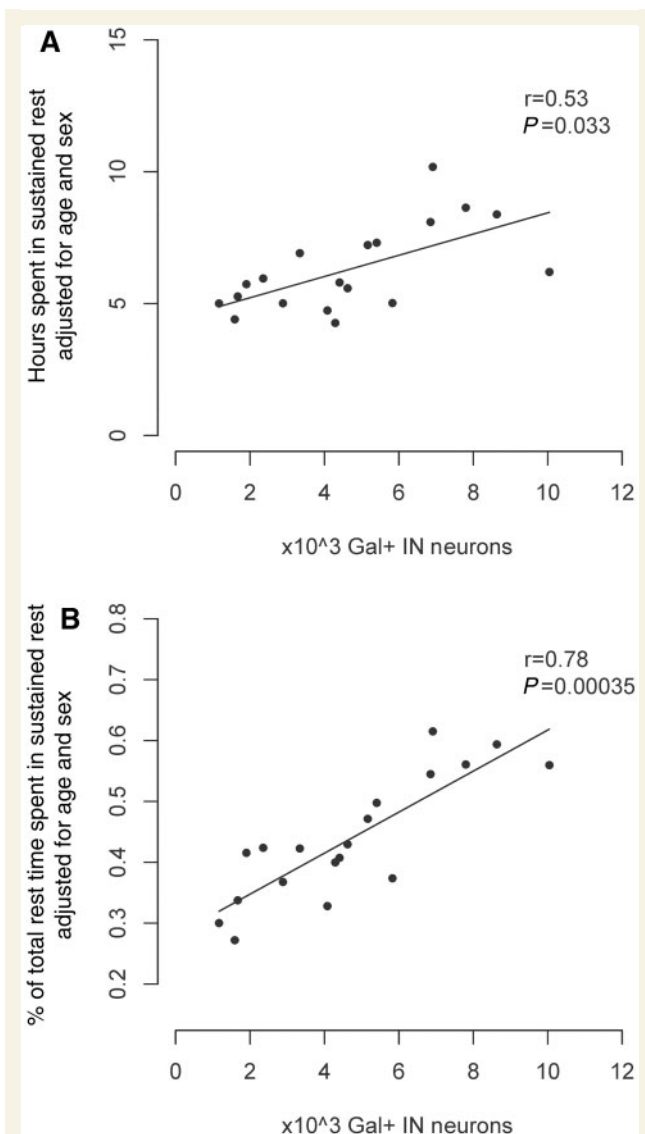 A
Hours spent in sustained rest
adjusted for age and sex
15
10
5
0
r=0.53
P=0.033
0 2 4 6 8 10 12
x10^3 Gal+ IN neurons
B
% of total rest time spent in sustained rest
adjusted for age and sex
0.8
0.7
0.6
0.5
0.4
0.3
0.2
r=0.78
P=0.00035
0 2 4 6 8 10 12
x10^3 Gal+ IN neurons